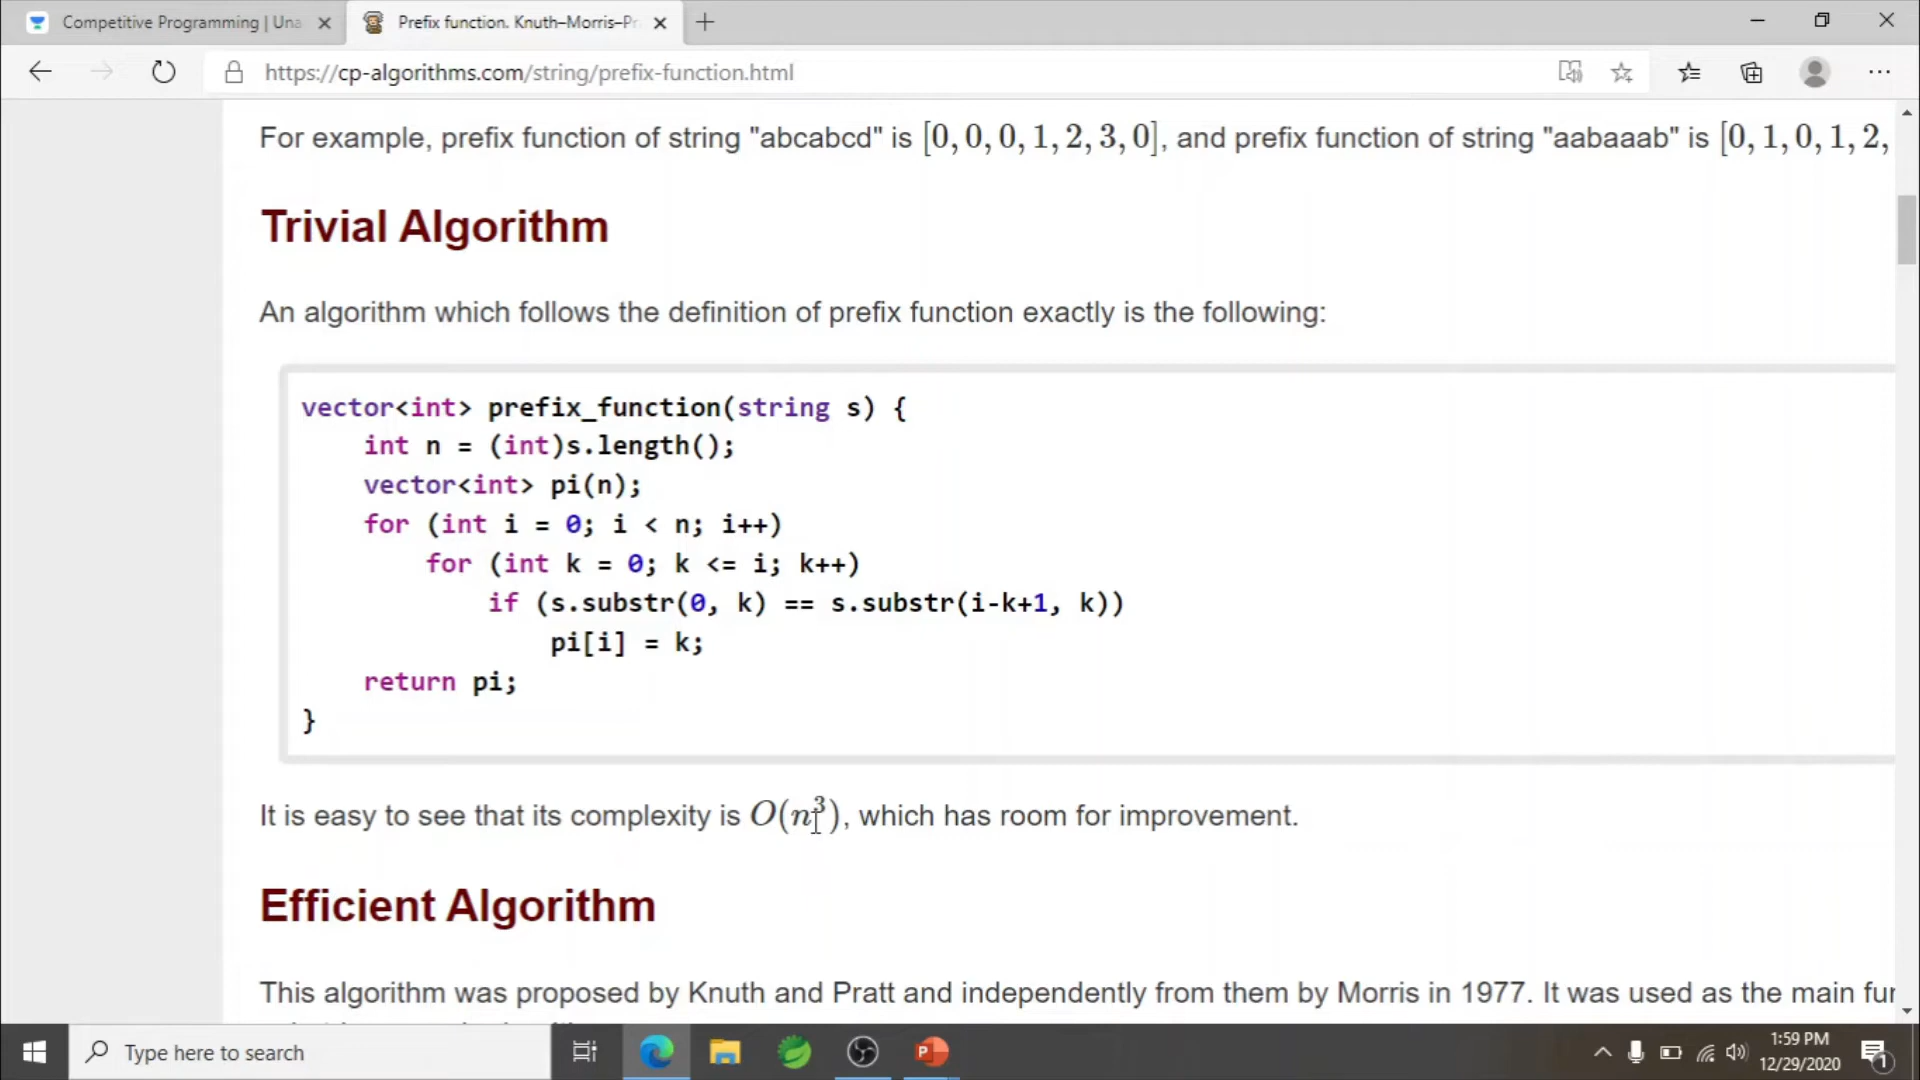 Competitive Programming | Una
Prefix function. Knuth–Morris–Pr
https://cp-algorithms.com/string/prefix-function.html
For example, prefix function of string "abcabcd" is [0, 0, 0, 1, 2, 3, 0], and prefix function of string "aabaaab" is [0, 1, 0, 1, 2,
Trivial Algorithm
An algorithm which follows the definition of prefix function exactly is the following:
vector<int> prefix_function(string s) {
    int n = (int)s.length();
    vector<int> pi(n);
    for (int i = 0; i < n; i++)
        for (int k = 0; k <= i; k++)
            if (s.substr(0, k) == s.substr(i-k+1, k))
                pi[i] = k;
    return pi;
}
It is easy to see that its complexity is O(n³), which has room for improvement.
Efficient Algorithm
This algorithm was proposed by Knuth and Pratt and independently from them by Morris in 1977. It was used as the main fu
Type here to search
1:59 PM
12/29/2020
1